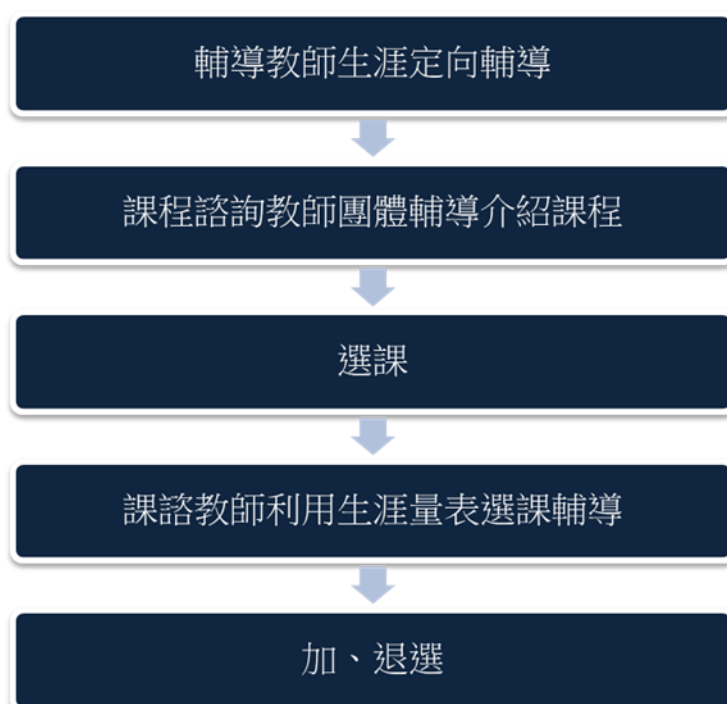 輔導教師生涯定向輔導
課程諮詢教師團體輔導介紹課程
選課
課諮教師利用生涯量表選課輔導
加、退選